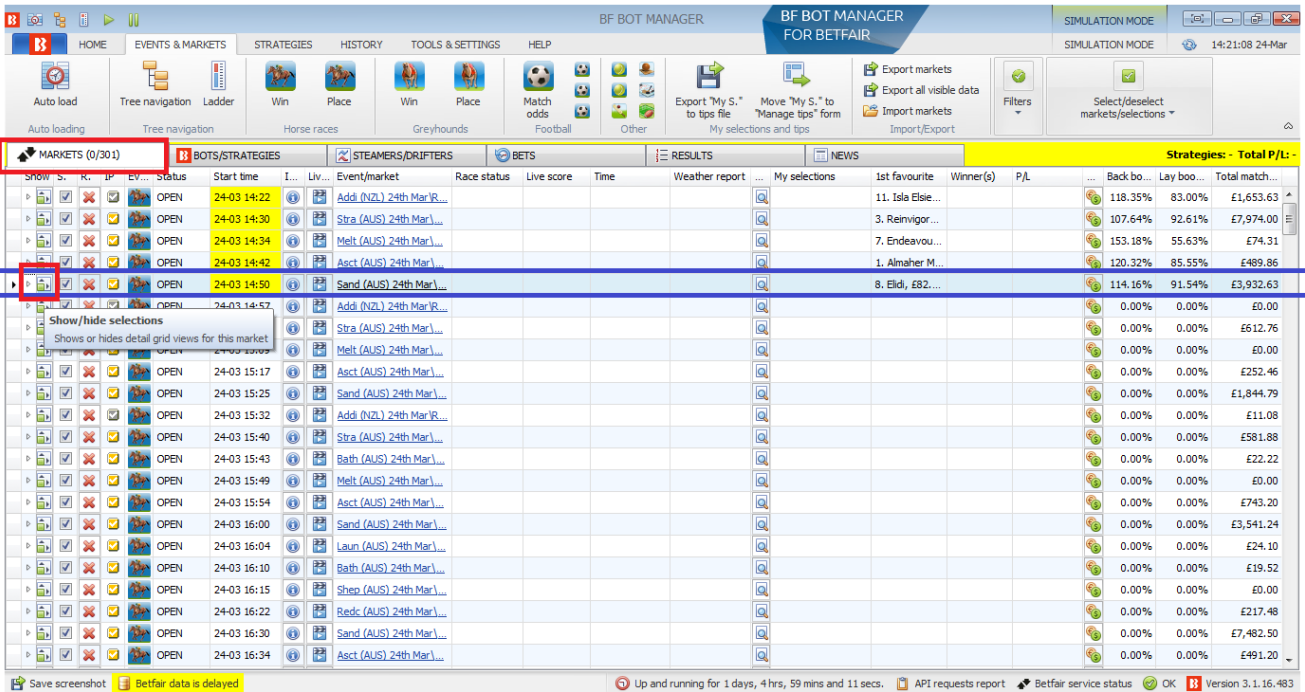 BF BOT MANAGER
BF BOT MANAGER
FOR BETFAIR
SIMULATION MODE
HOME EVENTS & MARKETS STRATEGIES HISTORY TOOLS & SETTINGS HELP SIMULATION MODE 14:21:08 24-Mar
Auto load Tree navigation Ladder Win Place Win Place Match odds Export "My S." to tips file Move "My S." to "Manage tips" form Export markets
Export all visible data
Import markets
Filters Select/deselect markets/selections
Auto loading Tree navigation Horse races Greyhounds Football Other My selections and tips Import/Export
MARKETS (0/301) BOTS/STRATEGIES STEAMERS/DRIFTERS BETS RESULTS NEWS Strategies: - Total P/L: -
Show S. R. IP EV... Status Start time I... Liv... Event/market Race status Live score Time Weather report ... My selections 1st favourite Winner(s) P/L ... Back bo... Lay boo... Total match...
OPEN 24-03 14:22 Addi (NZL) 24th Mar\R... 11. Isla Elsie... 118.35% 83.00% £1,653.63
OPEN 24-03 14:30 Stra (AUS) 24th Mar\... 3. Reinvigor... 107.64% 92.61% £7,974.00
OPEN 24-03 14:34 Melt (AUS) 24th Mar\... 7. Endeavou... 153.18% 55.63% £74.31
OPEN 24-03 14:42 Asct (AUS) 24th Mar\... 1. Almaher M... 120.32% 85.55% £489.86
OPEN 24-03 14:50 Sand (AUS) 24th Mar\... 8. Elidi, £82.... 114.16% 91.54% £3,932.63
OPEN 24-03 14:57 Addi (NZL) 24th Mar\R... 0.00% 0.00% £0.00
Show/hide selections
Stra (AUS) 24th Mar\... 0.00% 0.00% £612.76
Shows or hides detail grid views for this market
OPEN 24-03 15:09 Melt (AUS) 24th Mar\... 0.00% 0.00% £0.00
OPEN 24-03 15:17 Asct (AUS) 24th Mar\... 0.00% 0.00% £252.46
OPEN 24-03 15:25 Sand (AUS) 24th Mar\... 0.00% 0.00% £1,844.79
OPEN 24-03 15:32 Addi (NZL) 24th Mar\R... 0.00% 0.00% £11.08
OPEN 24-03 15:40 Stra (AUS) 24th Mar\... 0.00% 0.00% £581.88
OPEN 24-03 15:43 Bath (AUS) 24th Mar\... 0.00% 0.00% £22.22
OPEN 24-03 15:49 Melt (AUS) 24th Mar\... 0.00% 0.00% £0.00
OPEN 24-03 15:54 Asct (AUS) 24th Mar\... 0.00% 0.00% £743.20
OPEN 24-03 16:00 Sand (AUS) 24th Mar\... 0.00% 0.00% £3,541.24
OPEN 24-03 16:04 Laun (AUS) 24th Mar\... 0.00% 0.00% £24.10
OPEN 24-03 16:10 Bath (AUS) 24th Mar\... 0.00% 0.00% £19.52
OPEN 24-03 16:15 Shep (AUS) 24th Mar\... 0.00% 0.00% £0.00
OPEN 24-03 16:22 Redc (AUS) 24th Mar\... 0.00% 0.00% £217.48
OPEN 24-03 16:30 Sand (AUS) 24th Mar\... 0.00% 0.00% £7,482.50
OPEN 24-03 16:34 Asct (AUS) 24th Mar\... 0.00% 0.00% £491.20
Save screenshot Betfair data is delayed Up and running for 1 days, 4 hrs, 59 mins and 11 secs. API requests report Betfair service status OK Version 3.1.16.483